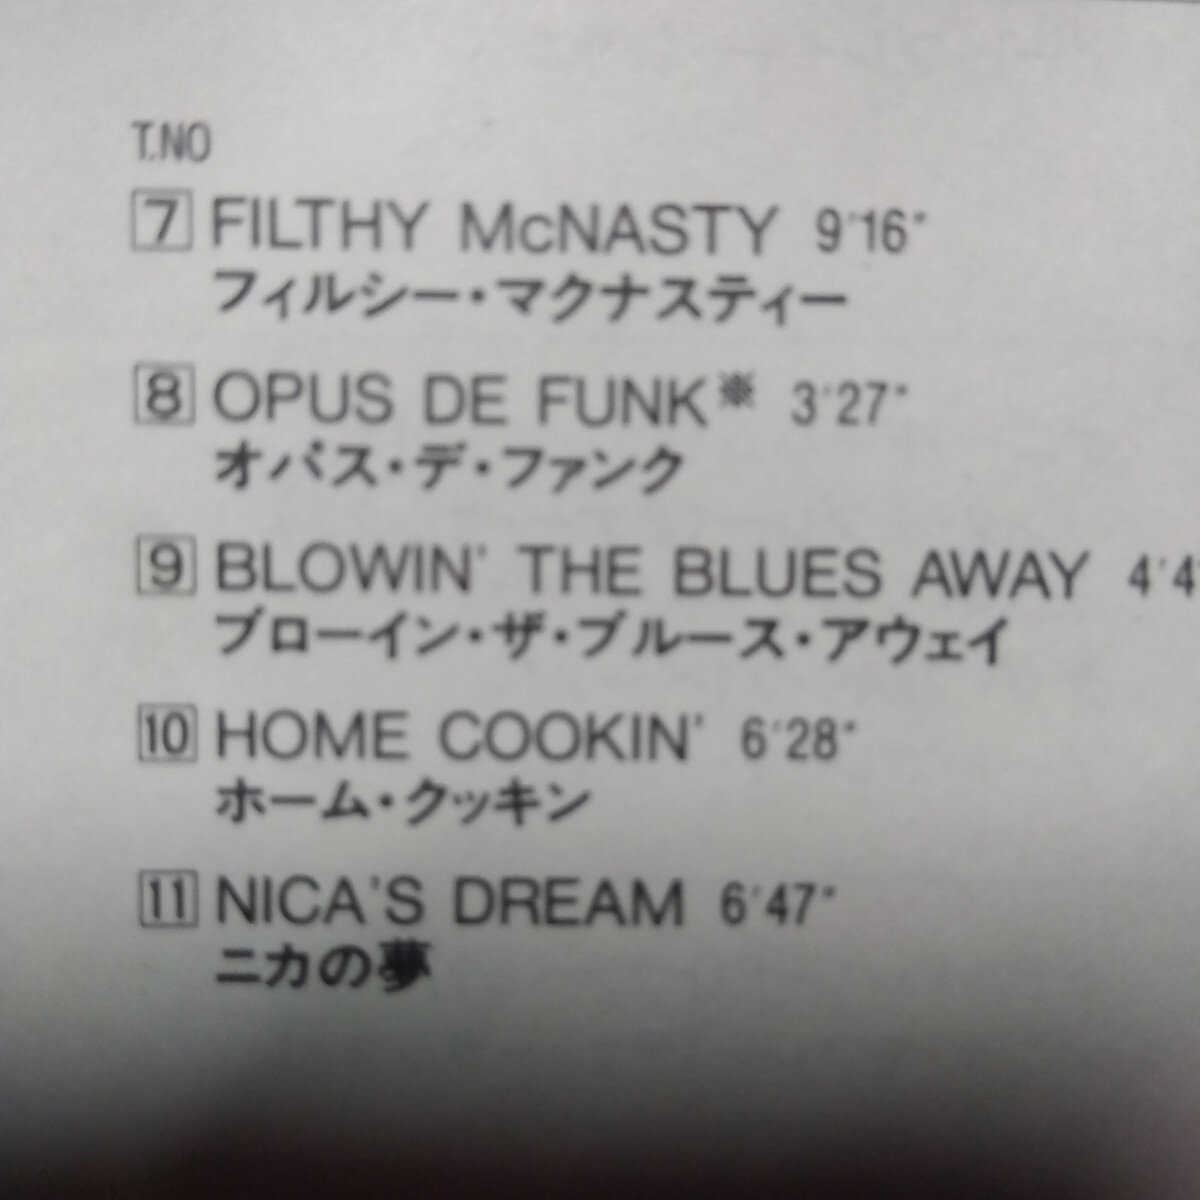 T.NO
7 FILTHY McNASTY 9'16"
フィルシー・マクナスティー
8 OPUS DE FUNK※ 3'27"
オパス・デ・ファンク
9 BLOWIN' THE BLUES AWAY 4'4
ブローイン・ザ・ブルース・アウェイ
10 HOME COOKIN' 6'28"
ホーム・クッキン
11 NICA'S DREAM 6'47"
ニカの夢